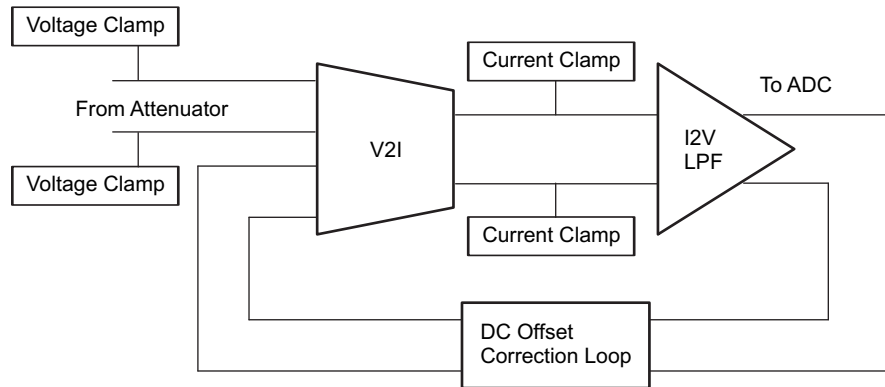 Voltage Clamp
From Attenuator
Voltage Clamp
V2I
Current Clamp
Current Clamp
I2V
LPF
To ADC
DC Offset
Correction Loop